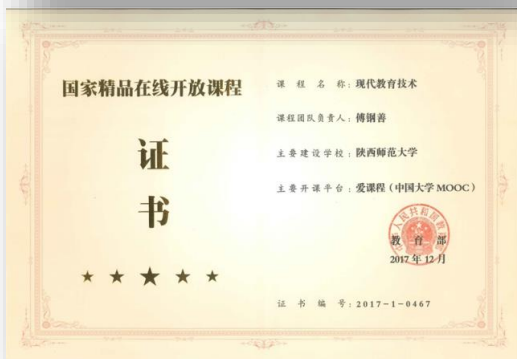 国家精品在线开放课程
证
书
课程名称：现代教育技术
课程团队负责人：傅钢善
主要建设学校：陕西师范大学
主要开课平台：爱课程（中国大学MOOC）
教育部
2017年12月
证书编号：2017-1-0467